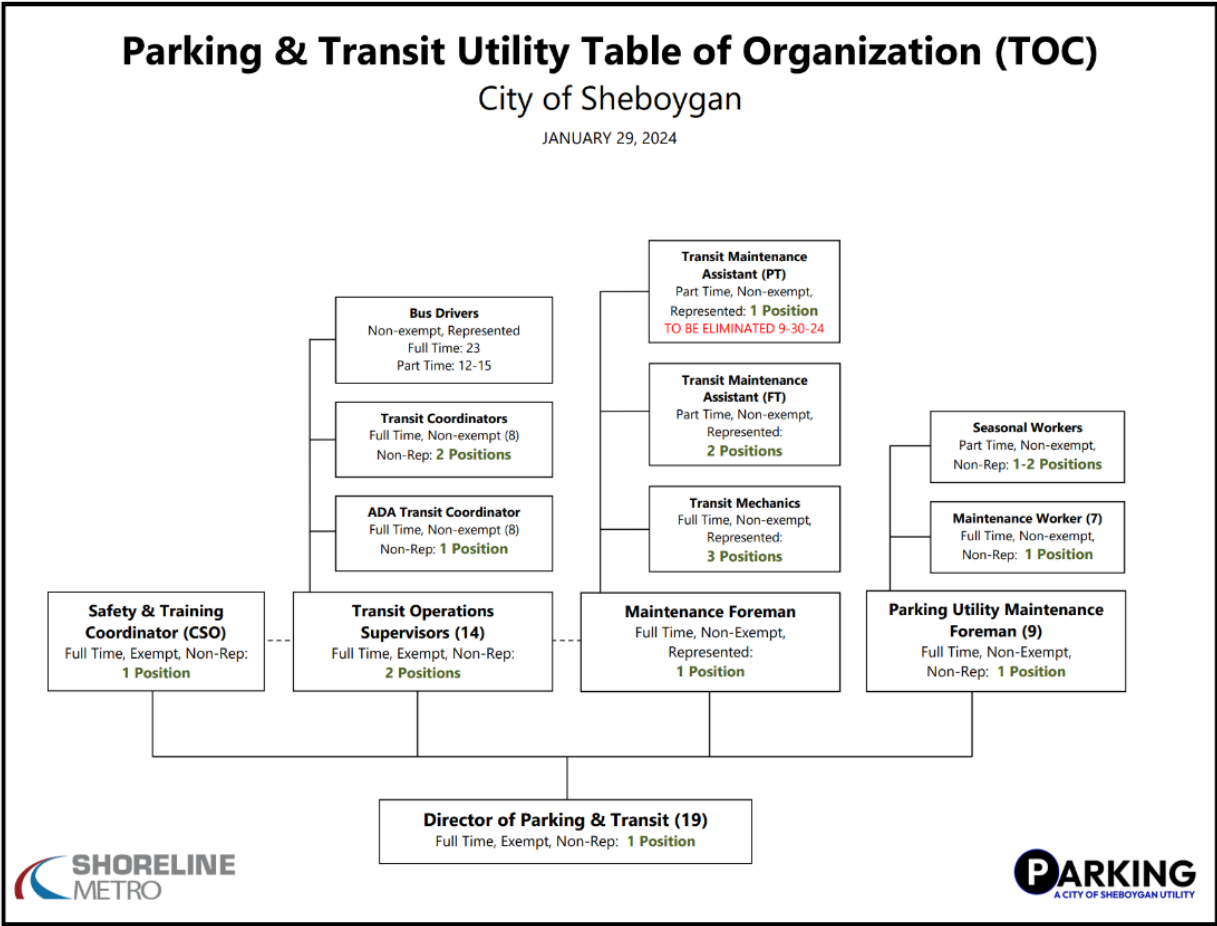 Parking & Transit Utility Table of Organization (TOC)
City of Sheboygan
JANUARY 29, 2024
Transit Maintenance
Assistant (PT)
Part Time, Non-exempt,
Represented: 1 Position
TO BE ELIMINATED 9-30-24
Bus Drivers
Non-exempt, Represented
Full Time: 23
Part Time: 12-15
Transit Maintenance
Assistant (FT)
Part Time, Non-exempt,
Represented:
2 Positions
Transit Coordinators
Full Time, Non-exempt (8)
Non-Rep: 2 Positions
Seasonal Workers
Part Time, Non-exempt,
Non-Rep: 1-2 Positions
ADA Transit Coordinator
Full Time, Non-exempt (8)
Non-Rep: 1 Position
Transit Mechanics
Full Time, Non-exempt,
Represented:
3 Positions
Maintenance Worker (7)
Full Time, Non-exempt,
Non-Rep: 1 Position
Safety & Training
Coordinator (CSO)
Full Time, Exempt, Non-Rep:
1 Position
Transit Operations
Supervisors (14)
Full Time, Exempt, Non-Rep:
2 Positions
Maintenance Foreman
Full Time, Non-Exempt,
Represented:
1 Position
Parking Utility Maintenance
Foreman (9)
Full Time, Non-Exempt,
Non-Rep: 1 Position
Director of Parking & Transit (19)
Full Time, Exempt, Non-Rep: 1 Position
SHORELINE
METRO
PARKING
A CITY OF SHEBOYGAN UTILITY